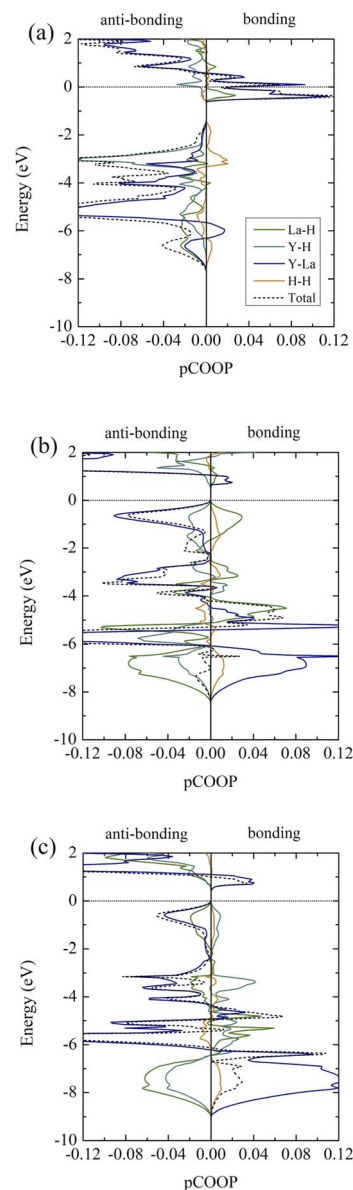 (a)
anti-bonding bonding
2
0
-2
-4
-6
-8
-10
Energy (eV)
La-H
Y-H
Y-La
H-H
Total
-0.12 -0.08 -0.04 0.00 0.04 0.08 0.12
pCOOP
(b)
anti-bonding bonding
2
0
-2
-4
-6
-8
-10
Energy (eV)
-0.12 -0.08 -0.04 0.00 0.04 0.08 0.12
pCOOP
(c)
anti-bonding bonding
2
0
-2
-4
-6
-8
-10
Energy (eV)
-0.12 -0.08 -0.04 0.00 0.04 0.08 0.12
pCOOP